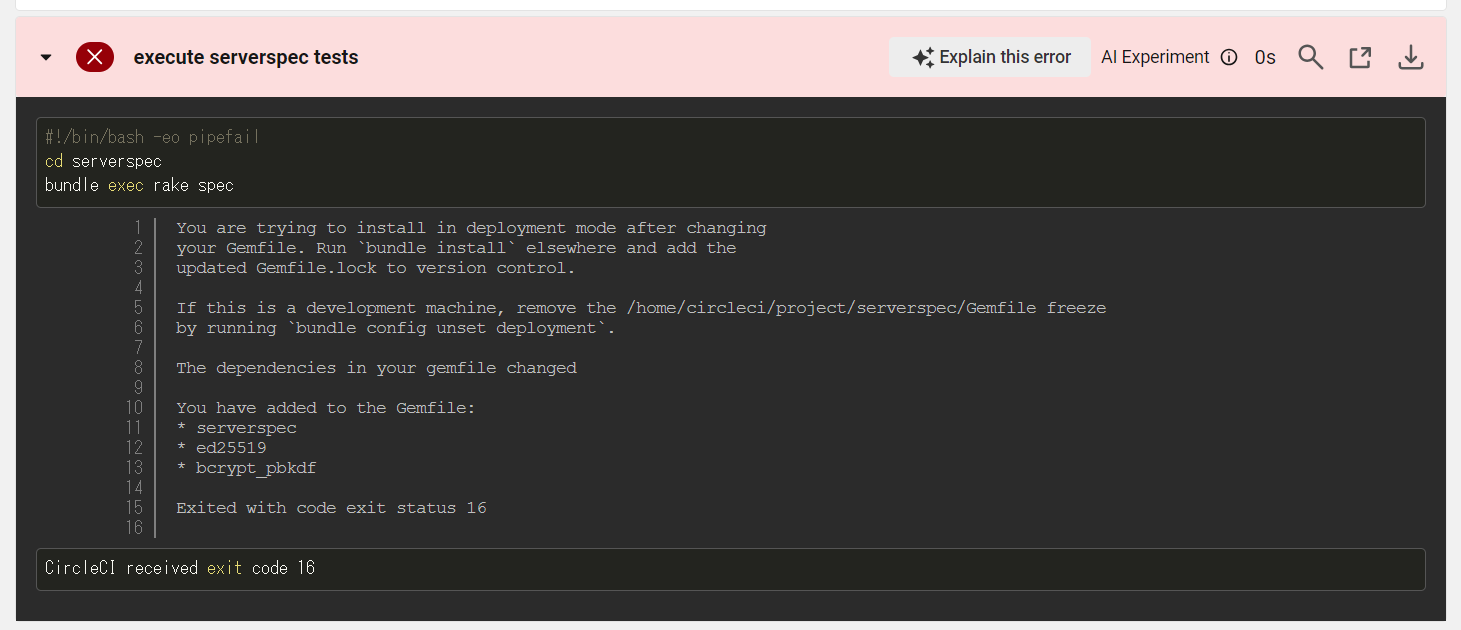 execute serverspec tests
Explain this error
AI Experiment
0s
#!/bin/bash -eo pipefail
cd serverspec
bundle exec rake spec
1 You are trying to install in deployment mode after changing
2 your Gemfile. Run `bundle install` elsewhere and add the
3 updated Gemfile.lock to version control.
4
5 If this is a development machine, remove the /home/circleci/project/serverspec/Gemfile freeze
6 by running `bundle config unset deployment`.
7
8 The dependencies in your gemfile changed
9
10 You have added to the Gemfile:
11 * serverspec
12 * ed25519
13 * bcrypt_pbkdf
14
15 Exited with code exit status 16
16
CircleCI received exit code 16